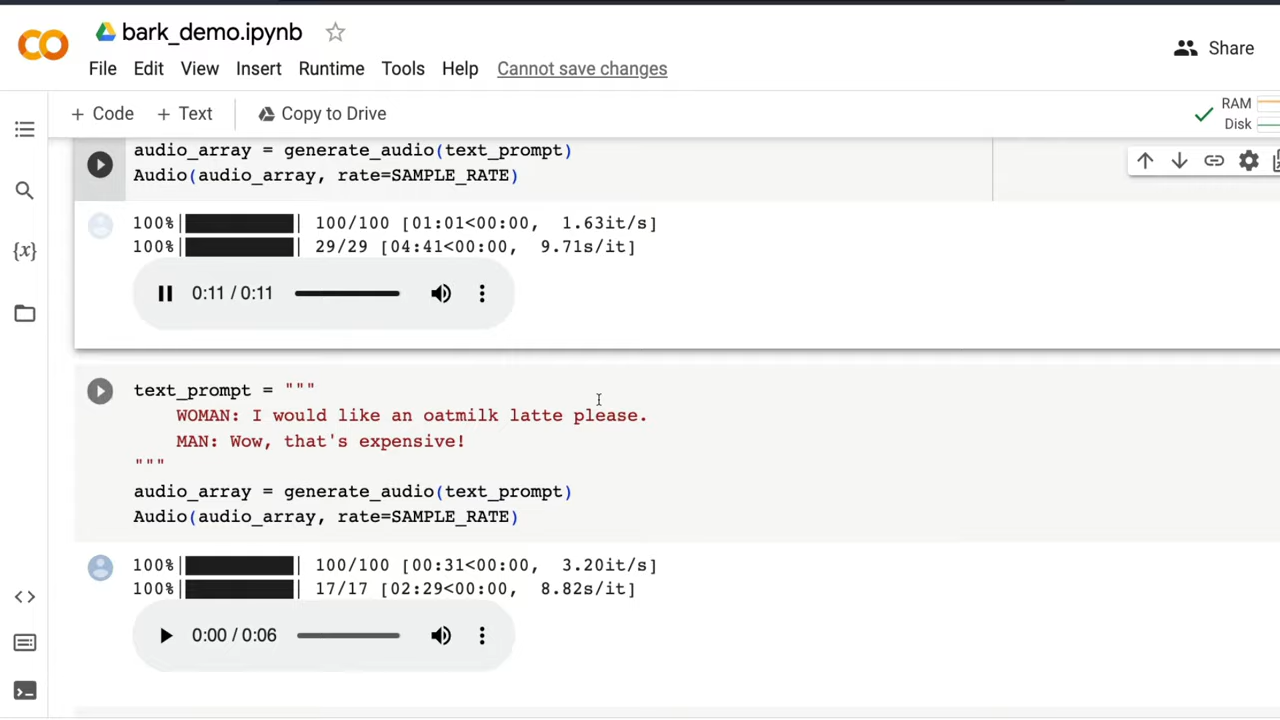 bark_demo.ipynb
Share
File Edit View Insert Runtime Tools Help Cannot save changes
+ Code + Text Copy to Drive
RAM
Disk
audio_array = generate_audio(text_prompt)
Audio(audio_array, rate=SAMPLE_RATE)
100%|██████████| 100/100 [01:01<00:00, 1.63it/s]
100%|██████████| 29/29 [04:41<00:00, 9.71s/it]
0:11 / 0:11
{x}
text_prompt = """
WOMAN: I would like an oatmilk latte please.
MAN: Wow, that's expensive!
"""
audio_array = generate_audio(text_prompt)
Audio(audio_array, rate=SAMPLE_RATE)
100%|██████████| 100/100 [00:31<00:00, 3.20it/s]
100%|██████████| 17/17 [02:29<00:00, 8.82s/it]
0:00 / 0:06